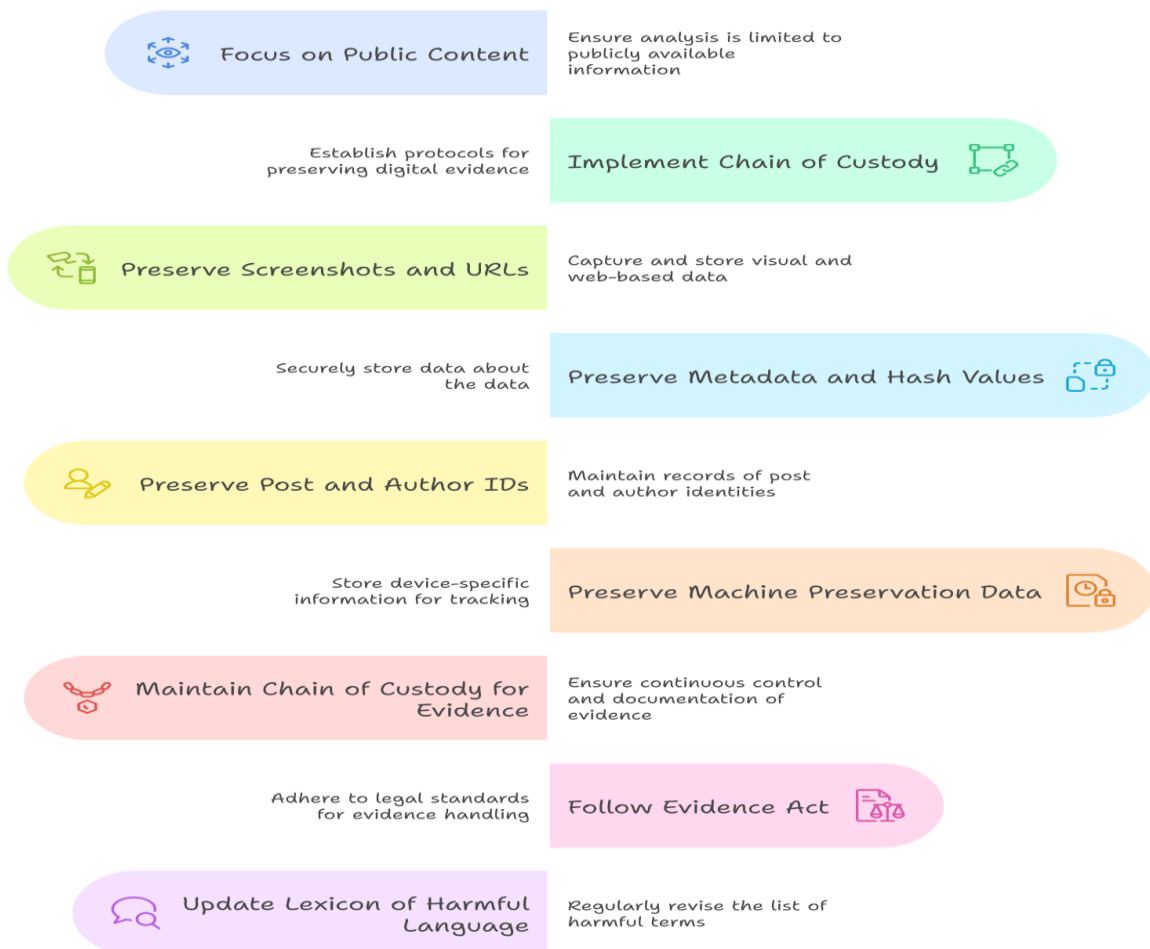 Focus on Public Content
Ensure analysis is limited to
publicly available
information
Establish protocols for
preserving digital evidence
Implement Chain of Custody
Preserve Screenshots and URLs
Capture and store visual and
web-based data
Securely store data about
the data
Preserve Metadata and Hash Values
Preserve Post and Author IDs
Maintain records of post
and author identities
Store device-specific
information for tracking
Preserve Machine Preservation Data
Maintain Chain of Custody for
Evidence
Ensure continuous control
and documentation of
evidence
Adhere to legal standards
for evidence handling
Follow Evidence Act
Update Lexicon of Harmful
Language
Regularly revise the list of
harmful terms